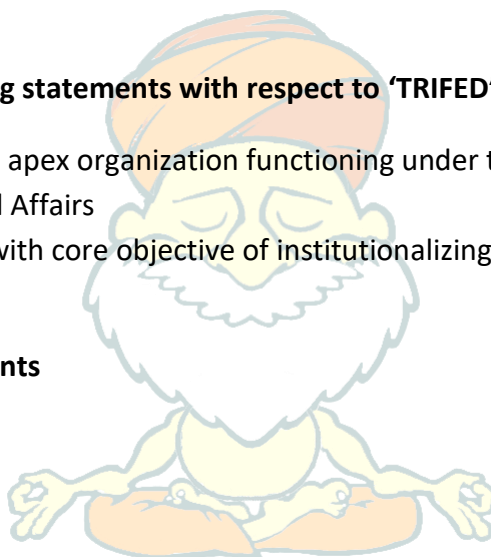 g statements with respect to ‘TRIFED’
apex organization functioning under t
l Affairs
with core objective of institutionalizing
nts